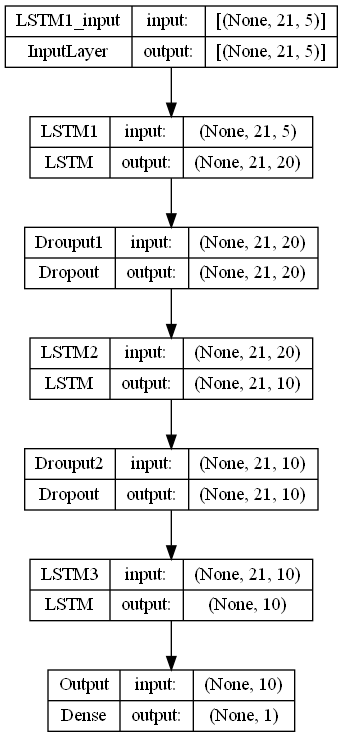 LSTM1_input input: [(None, 21, 5)]
InputLayer output: [(None, 21, 5)]
LSTM1 input: (None, 21, 5)
LSTM output: (None, 21, 20)
Drouput1 input: (None, 21, 20)
Dropout output: (None, 21, 20)
LSTM2 input: (None, 21, 20)
LSTM output: (None, 21, 10)
Drouput2 input: (None, 21, 10)
Dropout output: (None, 21, 10)
LSTM3 input: (None, 21, 10)
LSTM output: (None, 10)
Output input: (None, 10)
Dense output: (None, 1)